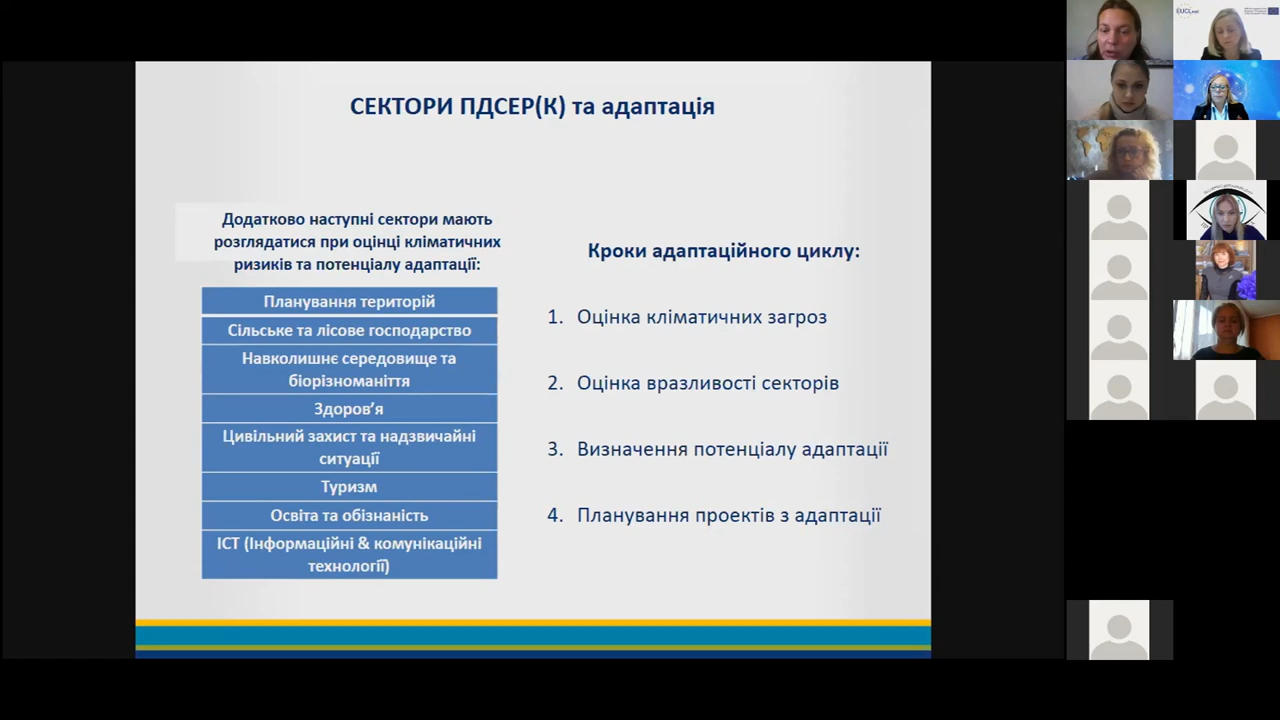 СЕКТОРИ ПДСЕР(К) та адаптація
Додатково наступні сектори мають
розглядатися при оцінці кліматичних
ризиків та потенціалу адаптації:
Планування територій
Сільське та лісове господарство
Навколишнє середовище та
біорізноманіття
Здоров’я
Цивільний захист та надзвичайні
ситуації
Туризм
Освіта та обізнаність
ІСТ (Інформаційні & комунікаційні
технології)
Кроки адаптаційного циклу:
1. Оцінка кліматичних загроз
2. Оцінка вразливості секторів
3. Визначення потенціалу адаптації
4. Планування проектів з адаптації